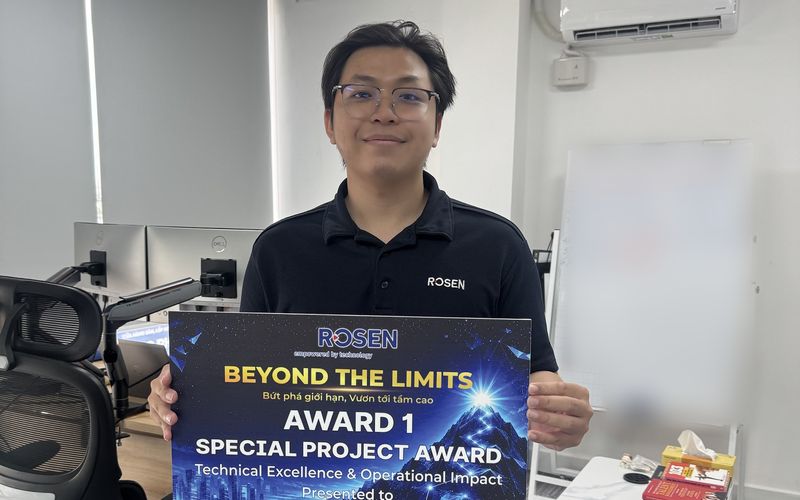 DELL
ROSEN
ROSEN
empowered by technology
BEYOND THE LIMITS
Bứt phá giới hạn, Vươn tới tầm cao
AWARD 1
SPECIAL PROJECT AWARD
Technical Excellence & Operational Impact
Presented to